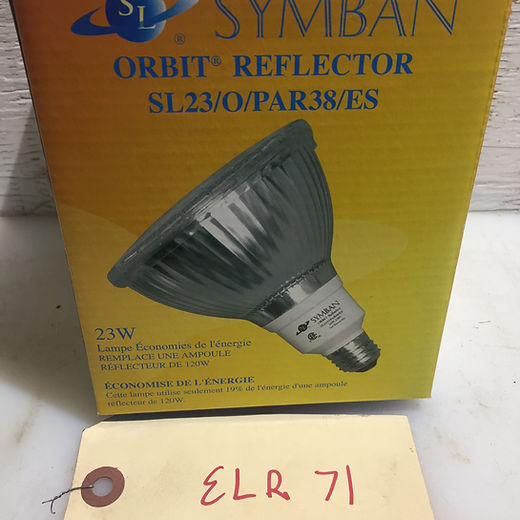 SL
® SYMBAN
ORBIT® REFLECTOR
SL23/O/PAR38/ES
SYMBAN
23W
Lampe Économies de l'énergie
REMPLACE UNE AMPOULE
RÉFLECTEUR DE 120W
ÉCONOMISE DE L'ÉNERGIE
Cette lampe utilise seulement 19% de l'énergie d'une ampoule
réflecteur de 120W.
ELR 71